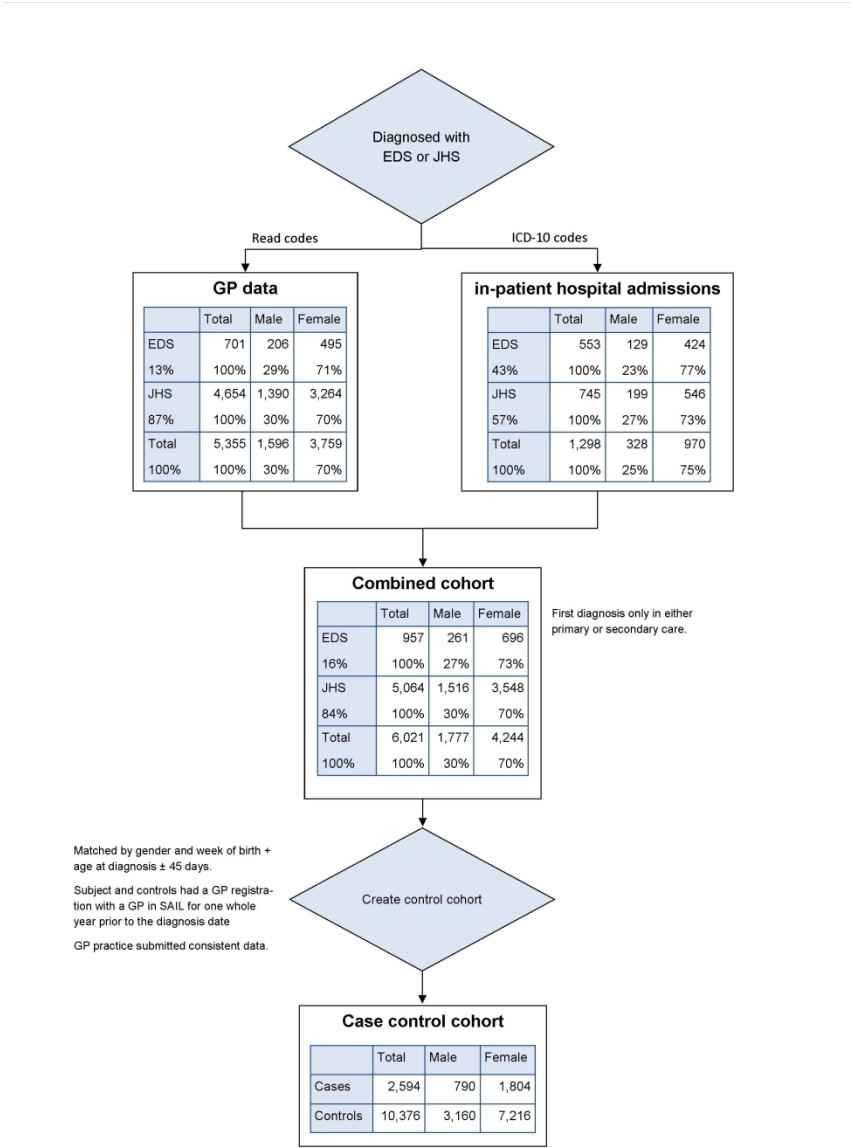 Diagnosed with
EDS or JHS
Read codes
ICD-10 codes
GP data
Total Male Female
EDS 701 206 495
13% 100% 29% 71%
JHS 4,654 1,390 3,264
87% 100% 30% 70%
Total 5,355 1,596 3,759
100% 100% 30% 70%
in-patient hospital admissions
Total Male Female
EDS 553 129 424
43% 100% 23% 77%
JHS 745 199 546
57% 100% 27% 73%
Total 1,298 328 970
100% 100% 25% 75%
Combined cohort
Total Male Female
EDS 957 261 696
16% 100% 27% 73%
JHS 5,064 1,516 3,548
84% 100% 30% 70%
Total 6,021 1,777 4,244
100% 100% 30% 70%
First diagnosis only in either
primary or secondary care.
Matched by gender and week of birth +
age at diagnosis ± 45 days.
Subject and controls had a GP registra-
tion with a GP in SAIL for one whole
year prior to the diagnosis date
GP practice submitted consistent data.
Create control cohort
Case control cohort
Total Male Female
Cases 2,594 790 1,804
Controls 10,376 3,160 7,216